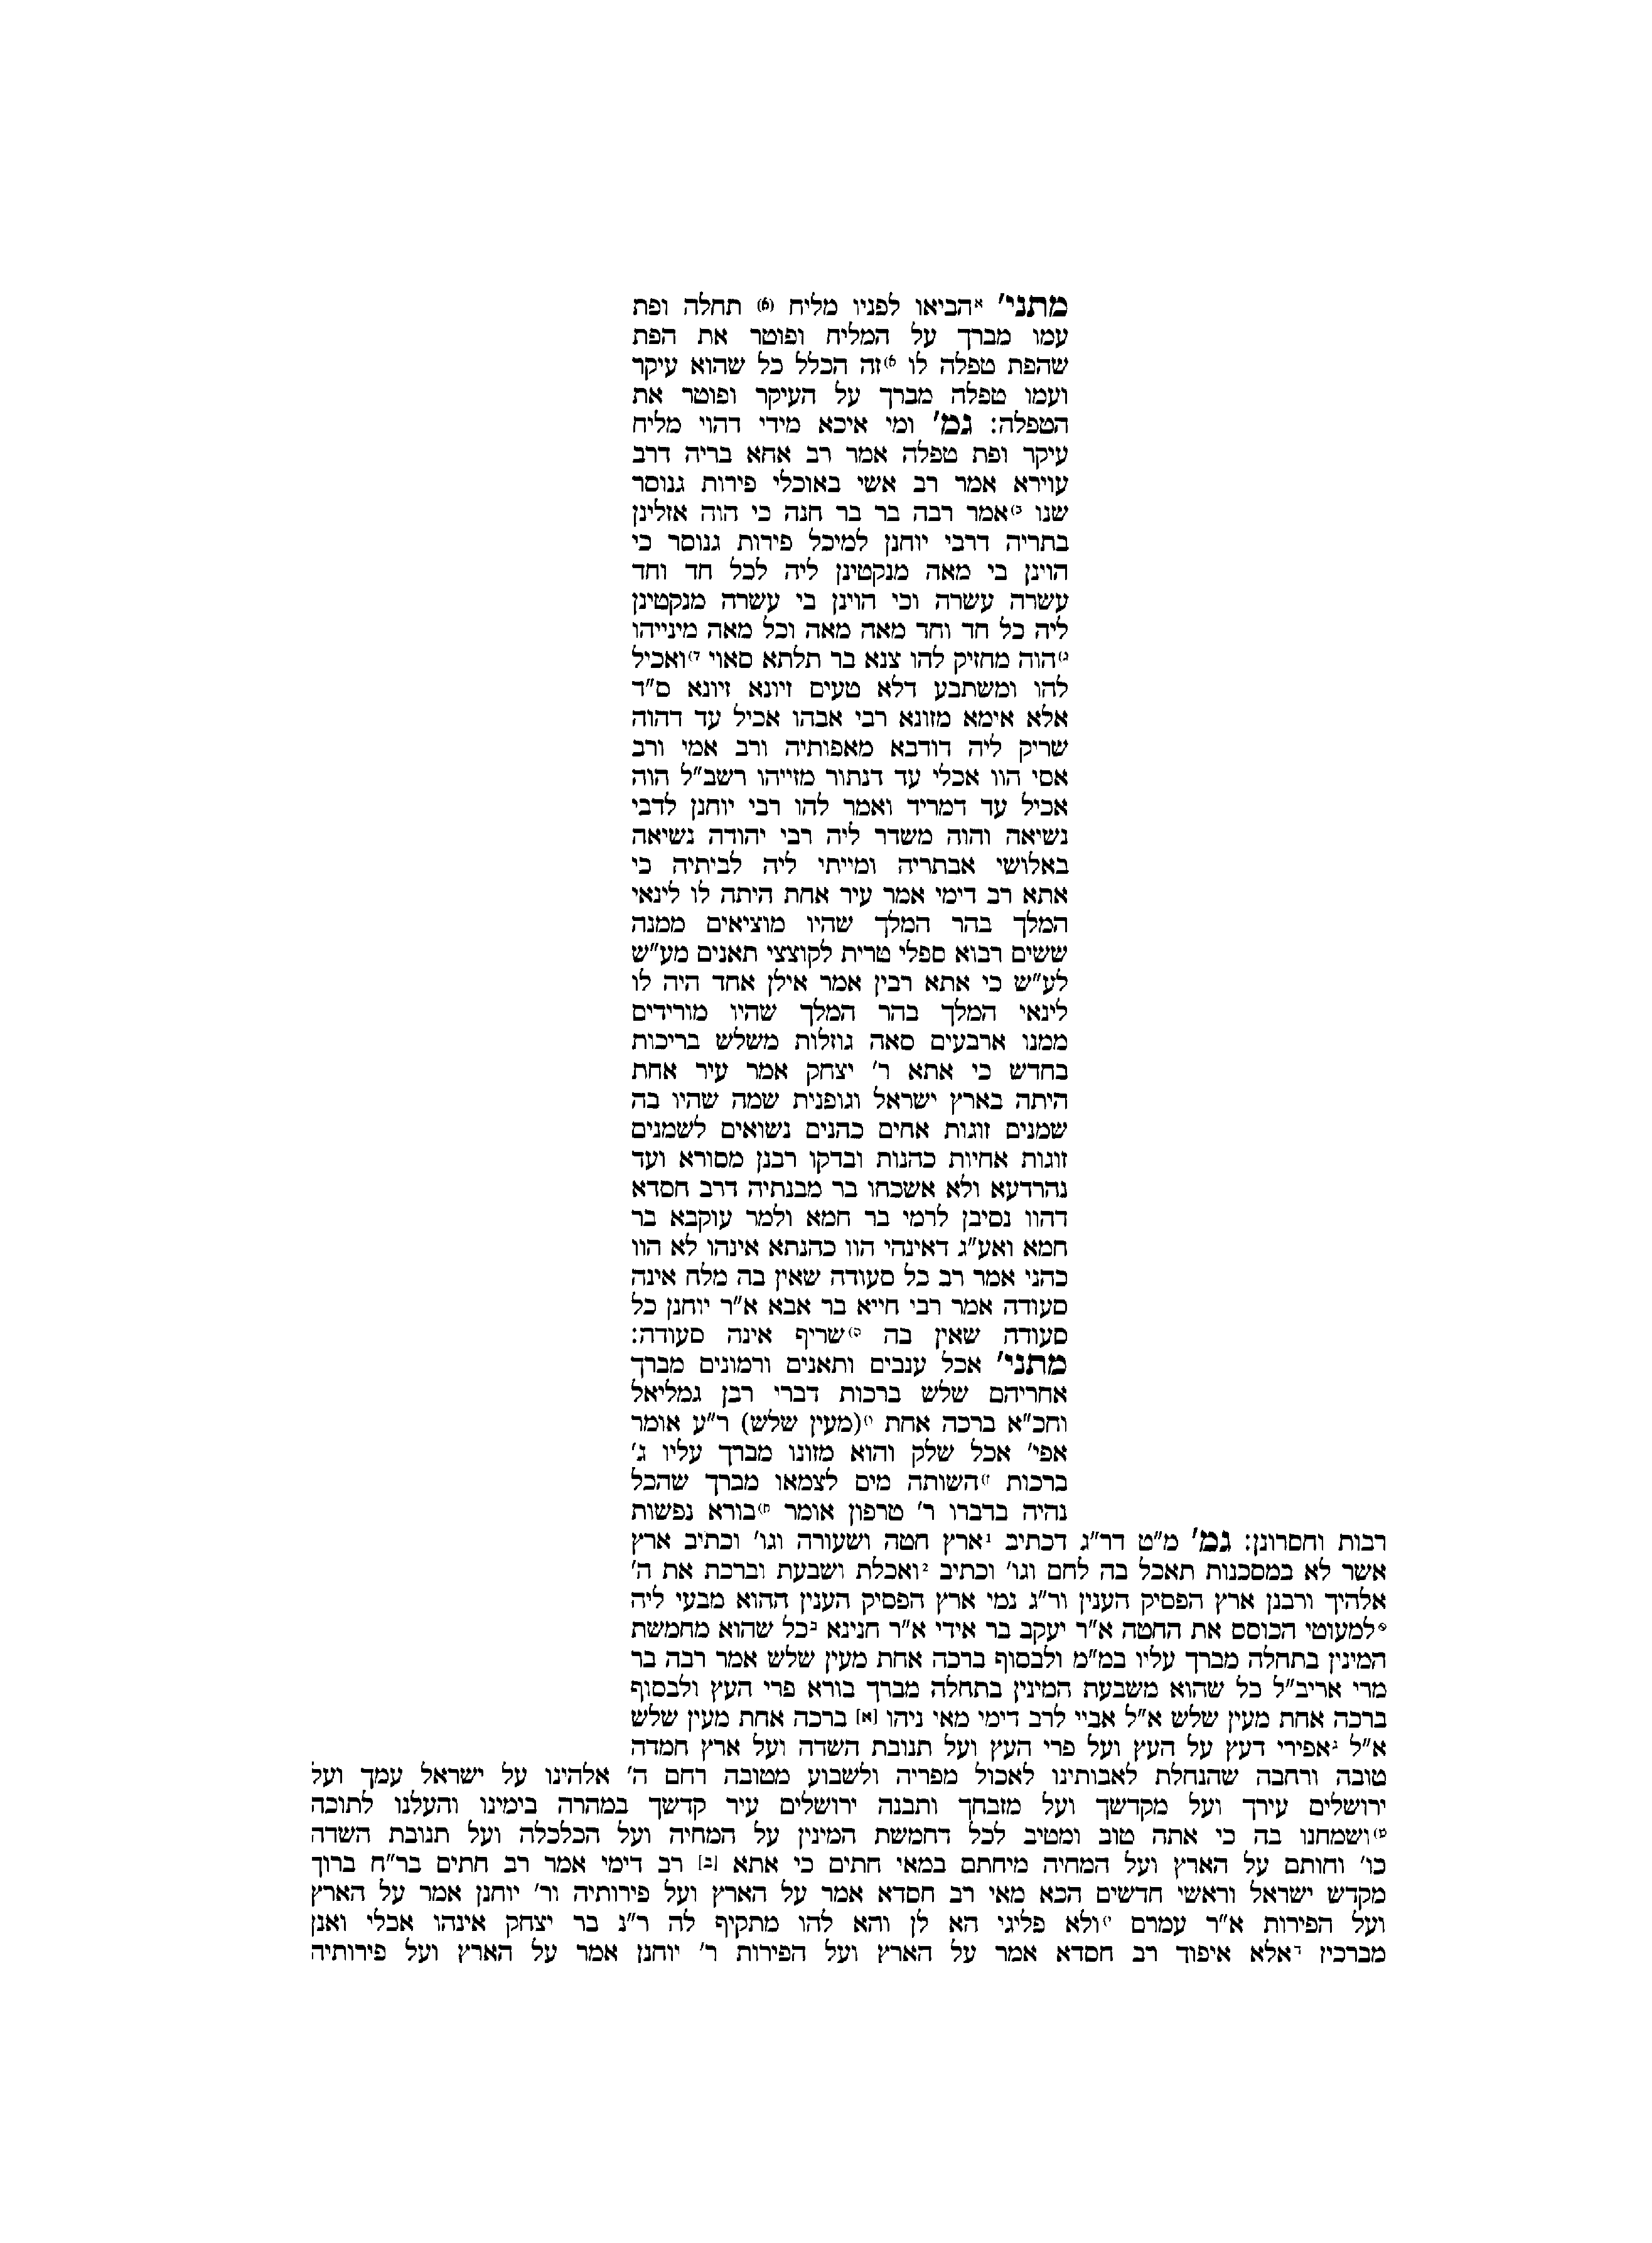 מתני' אהביאו לפניו מליח (א) תחלה ופת
עמו מברך על המליח ופוטר את הפת
שהפת טפלה לו א)זה הכלל כל שהוא עיקר
ועמו טפלה מברך על העיקר ופוטר את
הטפלה: גמ' ומי איכא מידי דהוי מליח
עיקר ופת טפלה אמר רב אחא בריה דרב
עוירא אמר רב אשי באוכלי פירות גנוסר
שנו ב)אמר רבה בר בר חנה כי הוה אזלינן
בתריה דרבי יוחנן למיכל פירות גנוסר כי
הוינן בי מאה מנקטינן ליה לכל חד וחד
עשרה עשרה וכי הוינן בי עשרה מנקטינן
ליה כל חד וחד מאה מאה וכל מאה מינייהו
ג)הוה מחזיק להו צנא בר תלתא סאוי ד)ואכיל
להו ומשתבע דלא טעים זיונא זיונא ס"ד
אלא אימא מזונא רבי אבהו אכיל עד דהוה
שריק ליה דודבא מאפותיה ורב אמי ורב
אסי הוו אכלי עד דנתור מזייהו רשב"ל הוה
אכיל עד דמריד ואמר להו רבי יוחנן לדבי
נשיאה והוה משדר ליה רבי יהודה נשיאה
באלושי אבתריה ומייתי ליה לביתיה כי
אתא רב דימי אמר עיר אחת היתה לו לינאי
המלך בהר המלך שהיו מוציאים ממנה
ששים רבוא ספלי טרית לקוצצי תאנים מע"ש
לע"ש כי אתא רבין אמר אילן אחד היה לו
לינאי המלך בהר המלך שהיו מורידים
ממנו ארבעים סאה גוזלות משלש בריכות
בחדש כי אתא ר' יצחק אמר עיר אחת
היתה בארץ ישראל וגופנית שמה שהיו בה
שמנים זוגות אחים כהנים נשואים לשמנים
זוגות אחיות כהנות ובדקו רבנן מסורא ועד
נהרדעא ולא אשכחו בר מבנתיה דרב חסדא
דהוו נסיבן לרמי בר חמא ולמר עוקבא בר
חמא ואע"ג דאינהי הוו כהנתא אינהו לא הוו
כהני אמר רב כל סעודה שאין בה מלח אינה
סעודה אמר רבי חייא בר אבא א"ר יוחנן כל
סעודה שאין בה ה)שריף אינה סעודה:
מתני' אכל ענבים ותאנים ורמונים מברך
אחריהם שלש ברכות דברי רבן גמליאל
וחכ"א ברכה אחת ו)(מעין שלש) ר"ע אומר
אפי' אכל שלק והוא מזונו מברך עליו ג'
ברכות ז)השותה מים לצמאו מברך שהכל
נהיה בדברו ר' טרפון אומר ח)בורא נפשות
רבות וחסרונן: גמ' מ"ט דר"ג דכתיב 1ארץ חטה ושעורה וגו' וכתיב ארץ
אשר לא במסכנות תאכל בה לחם וגו' וכתיב 2ואכלת ושבעת וברכת את ה'
אלהיך ורבנן ארץ הפסיק הענין ור"ג נמי ארץ הפסיק הענין ההוא מבעי ליה
*למעוטי הכוסס את החטה א"ר יעקב בר אידי א"ר חנינא בכל שהוא מחמשת
המינין בתחלה מברך עליו במ"מ ולבסוף ברכה אחת מעין שלש אמר רבה בר
מרי אריב"ל כל שהוא משבעת המינין בתחלה מברך בורא פרי העץ ולבסוף
ברכה אחת מעין שלש א"ל אביי לרב דימי מאי ניהו [א] ברכה אחת מעין שלש
א"ל גאפירי דעץ על העץ ועל פרי העץ ועל תנובת השדה ועל ארץ חמדה
טובה ורחבה שהנחלת לאבותינו לאכול מפריה ולשבוע מטובה רחם ה' אלהינו על ישראל עמך ועל
ירושלים עירך ועל מקדשך ועל מזבחך ותבנה ירושלים עיר קדשך במהרה בימינו והעלנו לתוכה
ט)ושמחנו בה כי אתה טוב ומטיב לכל דחמשת המינין על המחיה ועל הכלכלה ועל תנובת השדה
כו' וחותם על הארץ ועל המחיה מיחתם במאי חתים כי אתא [ב] רב דימי אמר רב חתים בר"ח ברוך
מקדש ישראל וראשי חדשים הכא מאי רב חסדא אמר על הארץ ועל פירותיה ור' יוחנן אמר על הארץ
ועל הפירות א"ר עמרם י)ולא פליגי הא לן והא להו מתקיף לה ר"נ בר יצחק אינהו אכלי ואנן
מברכין דאלא איפוך רב חסדא אמר על הארץ ועל הפירות ר' יוחנן אמר על הארץ ועל פירותיה